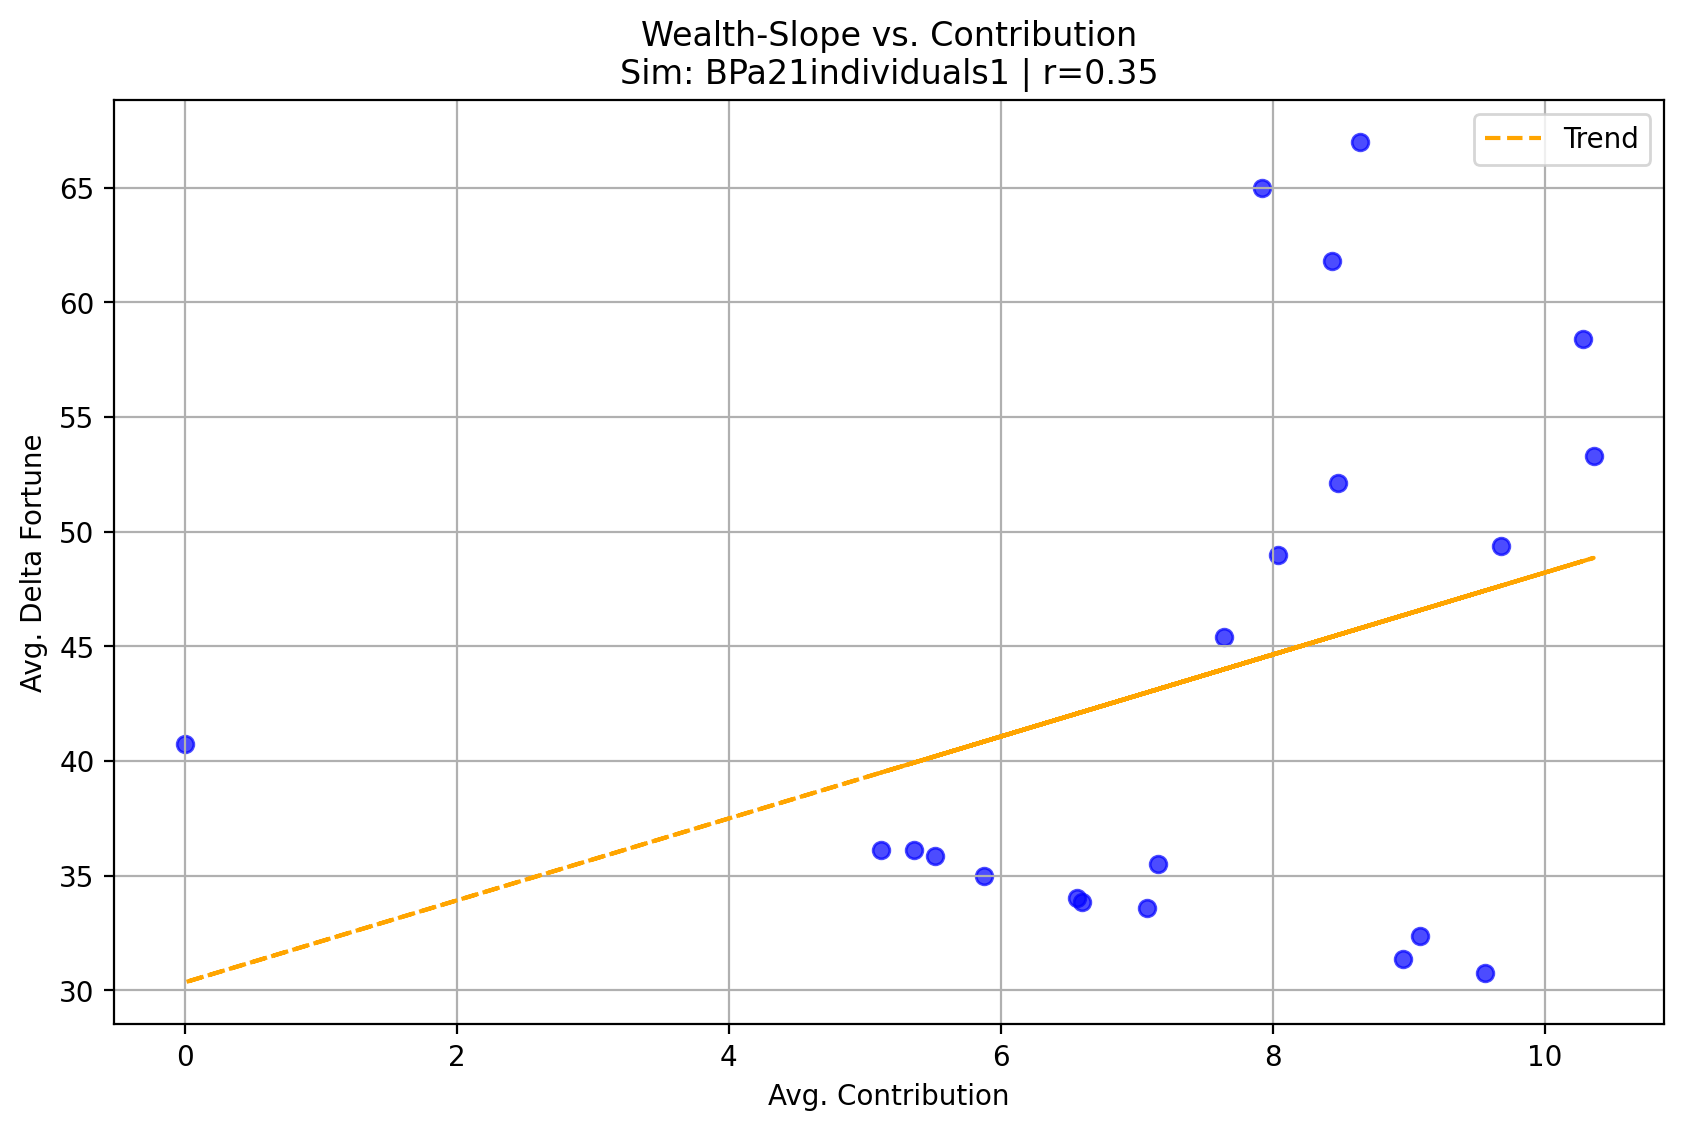 Wealth-Slope vs. Contribution
Sim: BPa21individuals1 | r=0.35
Trend
65
60
55
50
45
40
35
30
Avg. Delta Fortune
0 2 4 6 8 10
Avg. Contribution